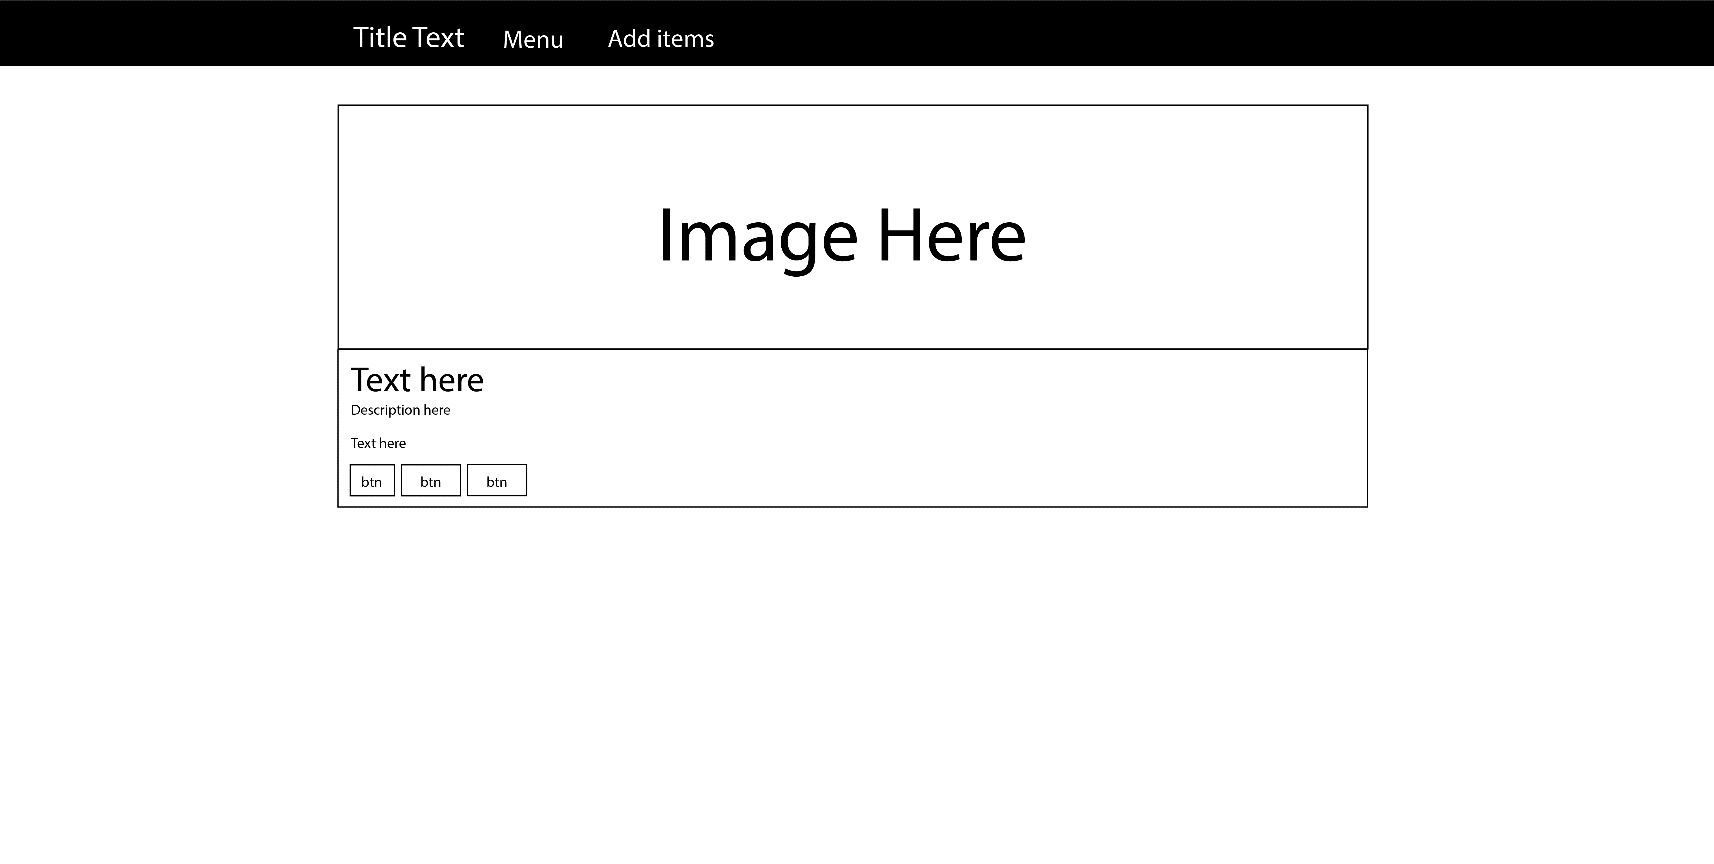 Title Text Menu Add items
Image Here
Text here
Description here
Text here
btn btn btn